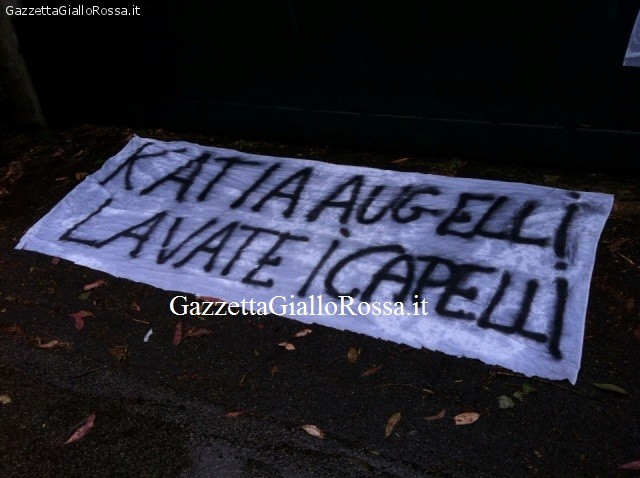 GazzettaGialloRossa.it
KATIA AUGELLi
LAVATE i CAPELLi
GazzettaGialloRossa.it